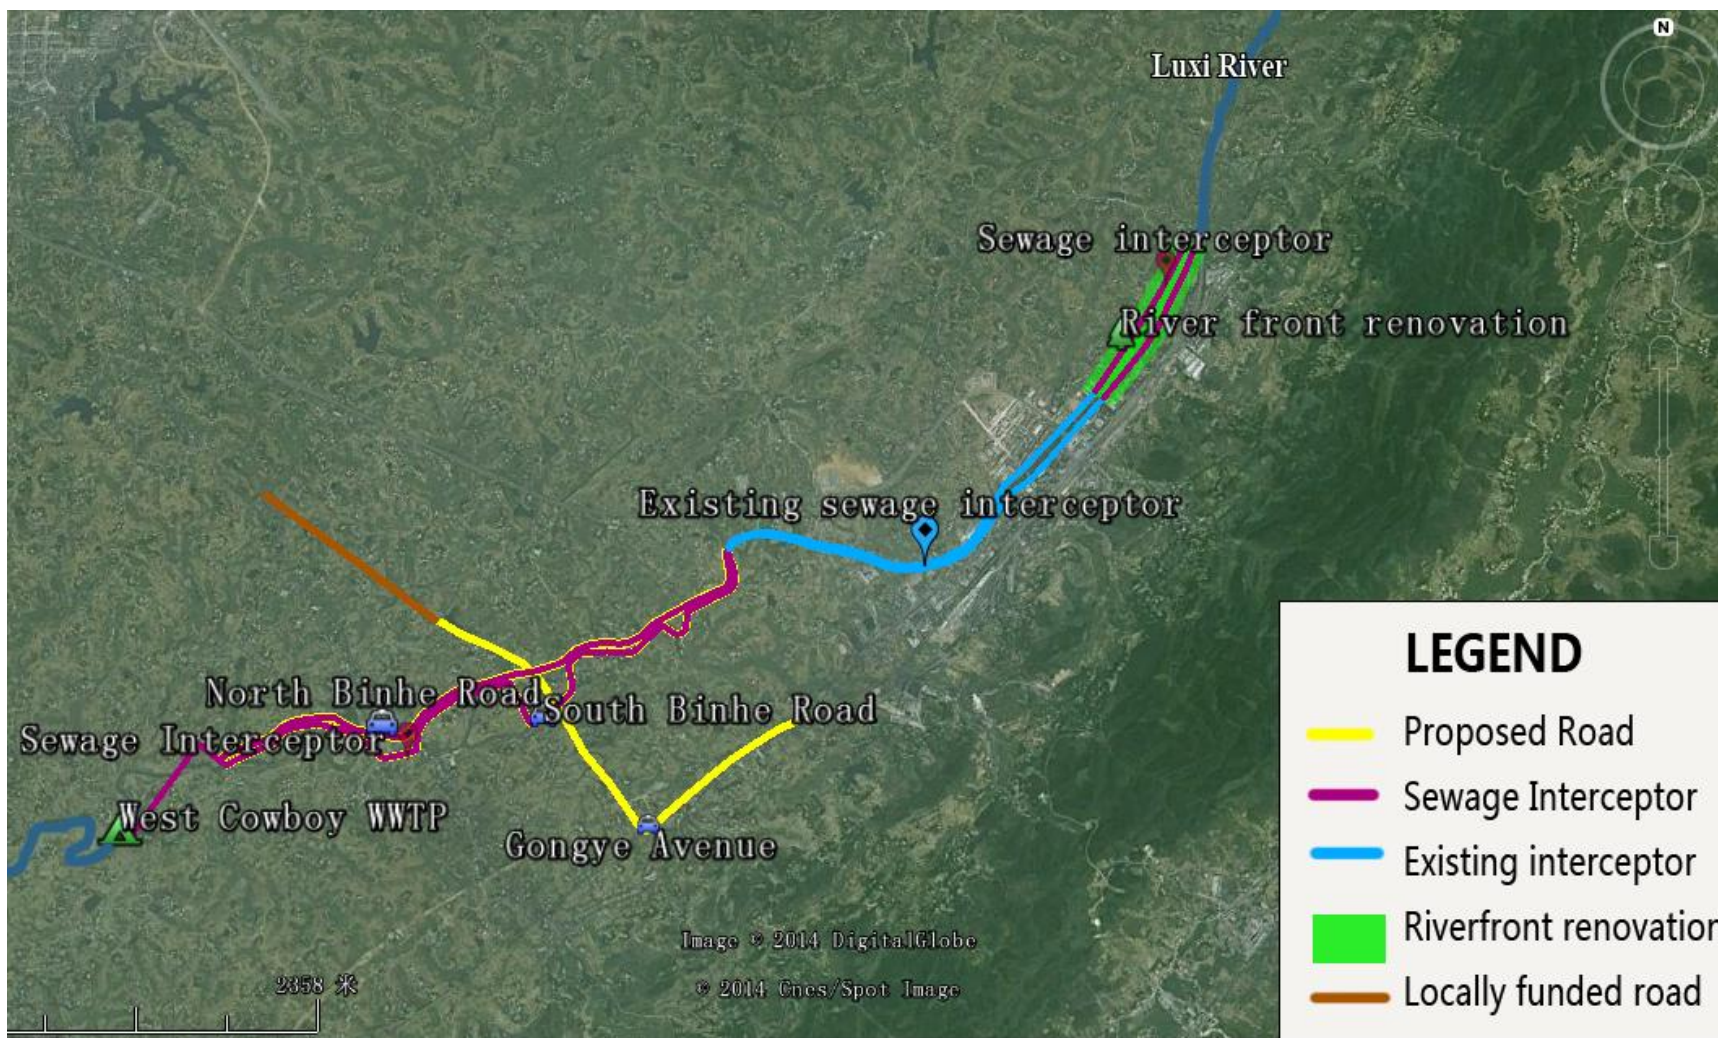 N
Luxi River
Sewage interceptor
River front renovation
Existing sewage interceptor
North Binhe Road
South Binhe Road
Sewage Interceptor
West Cowboy WWTP
Gongye Avenue
Image © 2014 DigitalGlobe
2358 米
© 2014 Cnes/Spot Image
LEGEND
Proposed Road
Sewage Interceptor
Existing interceptor
Riverfront renovation
Locally funded road